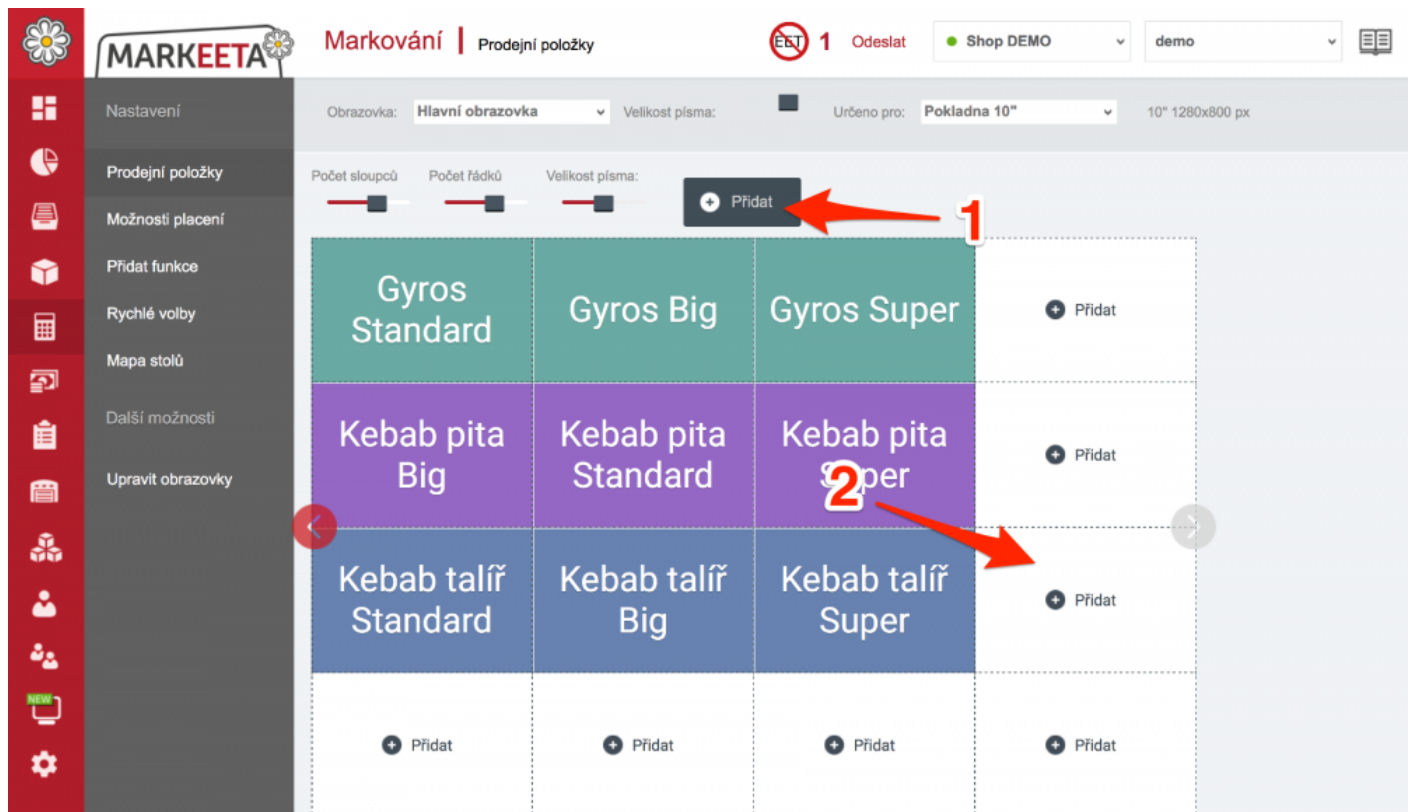 MARKEETA
Markování | Prodejní položky
EET 1 Odeslat
Shop DEMO
demo
Nastavení
Obrazovka: Hlavní obrazovka Velikost písma: Určeno pro: Pokladna 10" 10" 1280x800 px
Prodejní položky
Možnosti placení
Přidat funkce
Rychlé volby
Mapa stolů
Další možnosti
Upravit obrazovky
NEW
Počet sloupců Počet řádků Velikost písma:
Přidat
1
Gyros
Standard
Gyros Big
Gyros Super
Přidat
Kebab pita
Big
Kebab pita
Standard
Kebab pita
Super
2
Přidat
Kebab talíř
Standard
Kebab talíř
Big
Kebab talíř
Super
Přidat
Přidat
Přidat
Přidat
Přidat